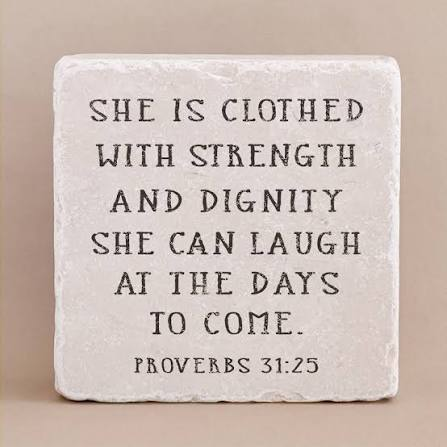 SHE IS CLOTHED
WITH STRENGTH
AND DIGNITY
SHE CAN LAUGH
AT THE DAYS
TO COME.
PROVERBS 31:25